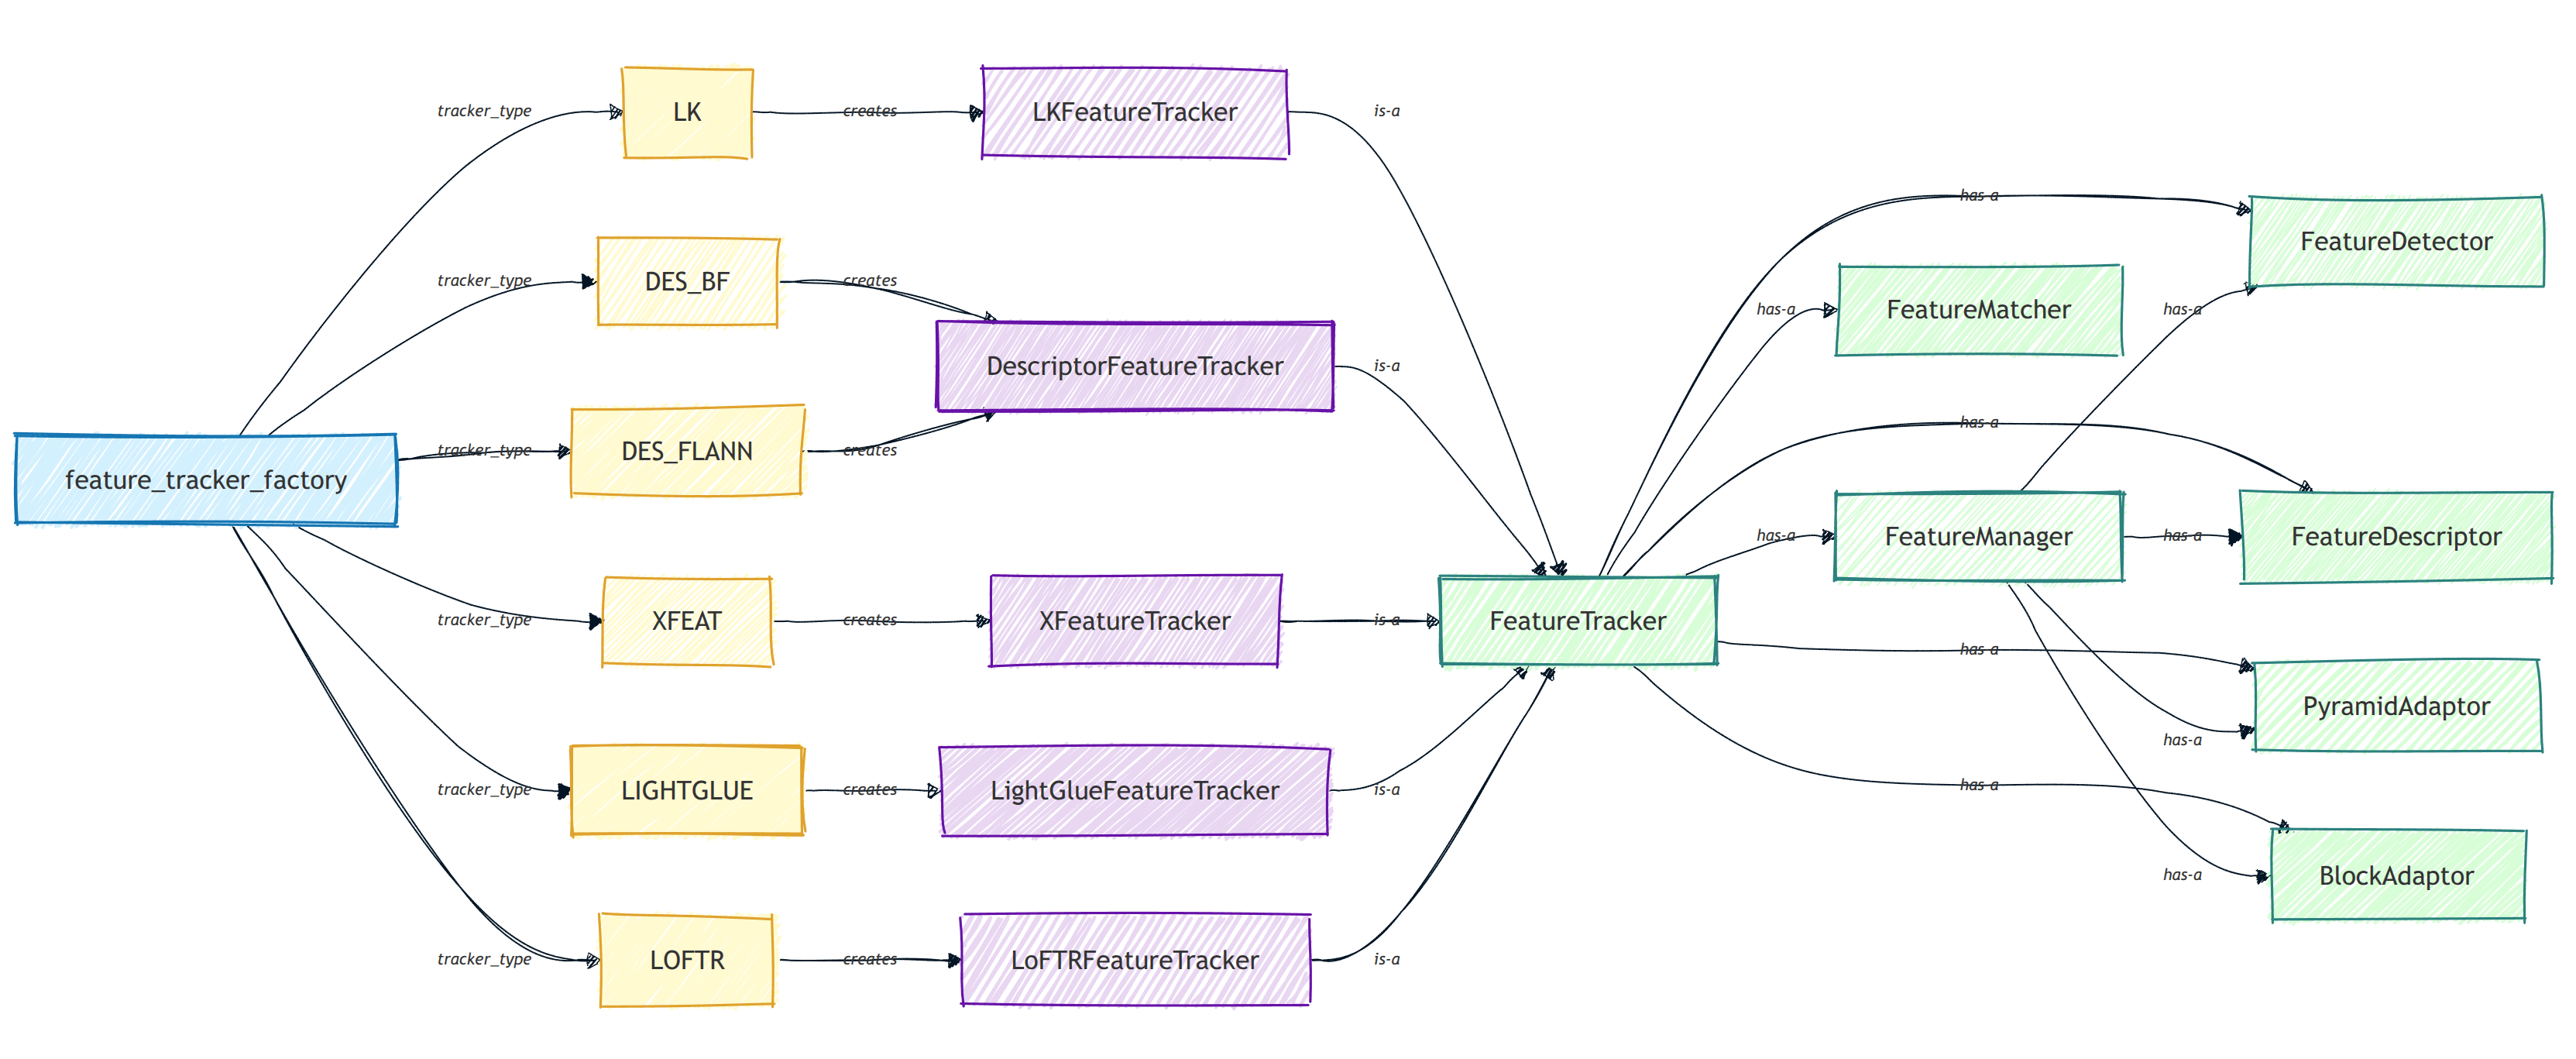 feature_tracker_factory
tracker_type
LK
creates
LKFeatureTracker
is-a
tracker_type
DES_BF
creates
DescriptorFeatureTracker
is-a
tracker_type
DES_FLANN
creates
tracker_type
XFEAT
creates
XFeatureTracker
is-a
tracker_type
LIGHTGLUE
creates
LightGlueFeatureTracker
is-a
tracker_type
LOFTR
creates
LoFTRFeatureTracker
is-a
FeatureTracker
has-a
FeatureDetector
has-a
FeatureMatcher
has-a
has-a
has-a
FeatureManager
has-a
FeatureDescriptor
has-a
PyramidAdaptor
has-a
has-a
BlockAdaptor
has-a